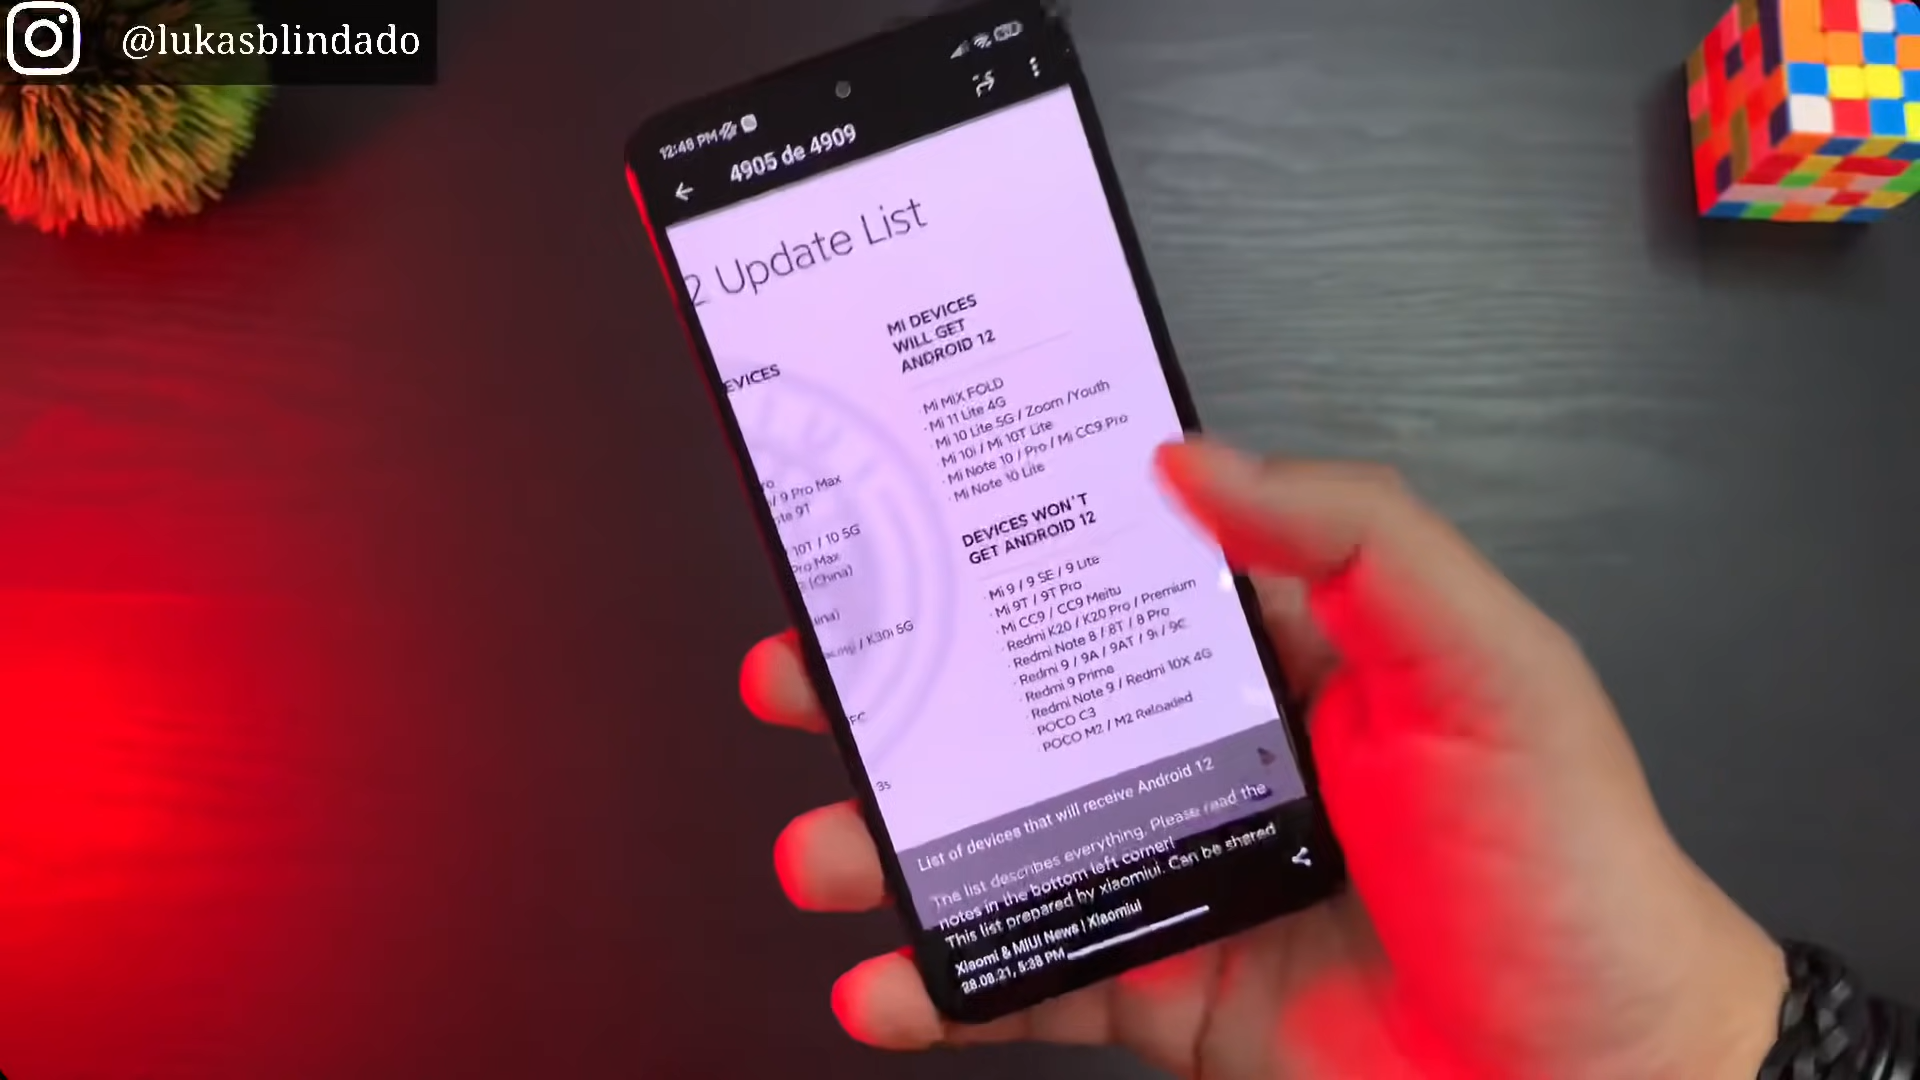 @lukasblindado
12:48 PM
4905 de 4909
2 Update List
EVICES
/ 9 Pro Max
9T
10T / 10 5G
Pro Max
(China)
/ K30i 5G
FC
3s
MI DEVICES
WILL GET
ANDROID 12
· Mi MIX FOLD
· Mi 11 Lite 4G
· Mi 10 Lite 5G / Zoom /Youth
· Mi 10i / Mi 10T Lite
· Mi Note 10 / Pro / Mi CC9 Pro
· Mi Note 10 Lite
DEVICES WON'T
GET ANDROID 12
· Mi 9 / 9 SE / 9 Lite
· Mi 9T / 9T Pro
· Mi CC9 / CC9 Meitu
· Redmi K20 / K20 Pro / Premium
· Redmi Note 8 / 8T / 8 Pro
· Redmi 9 / 9A / 9AT / 9i / 9C
· Redmi 9 Prime
· Redmi Note 9 / Redmi 10X 4G
· POCO C3
· POCO M2 / M2 Reloaded
List of devices that will receive Android 12
The list describes everything. Please read the
notes in the bottom left corner!
This list prepared by xiaomiui. Can be shared
Xiaomi & MIUI News | Xiaomiui
28.08.21, 5:38 PM